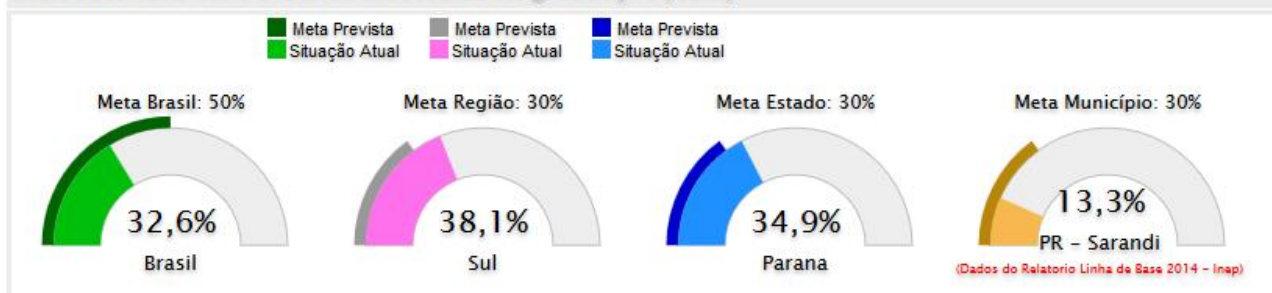 Meta Prevista Meta Prevista Meta Prevista
Situação Atual Situação Atual Situação Atual
Meta Brasil: 50% Meta Região: 30% Meta Estado: 30% Meta Município: 30%
32,6% 38,1% 34,9% 13,3%
Brasil Sul Parana PR - Sarandi
(Dados do Relatorio Linha de Base 2014 - Inep)